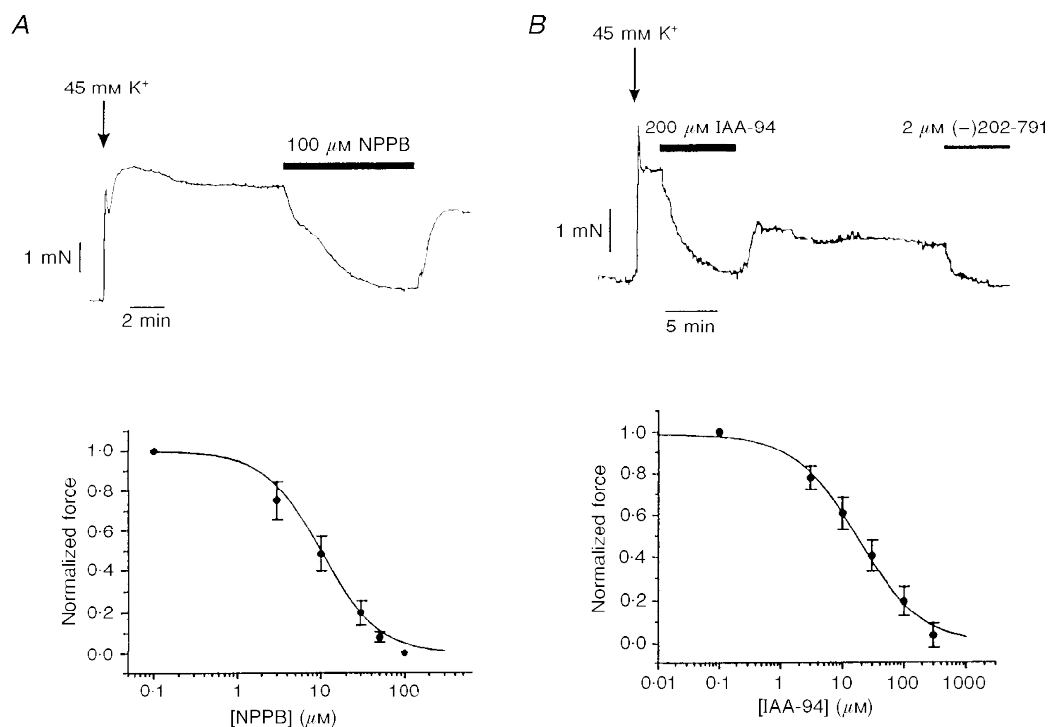 A
45 mM K⁺
100 μM NPPB
1 mN
2 min
B
45 mM K⁺
200 μM IAA-94
2 μM (−)202-791
1 mN
5 min
Normalized force
1·0
0·8
0·6
0·4
0·2
0·0
0·1 1 10 100
[NPPB] (μM)
Normalized force
1·0
0·8
0·6
0·4
0·2
0·0
0·01 0·1 1 10 100 1000
[IAA-94] (μM)